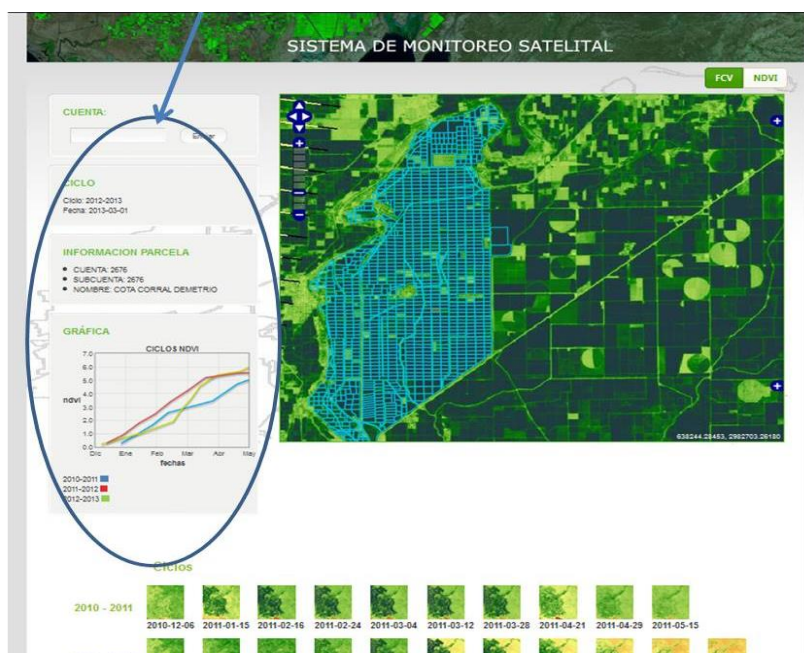 SISTEMA DE MONITOREO SATELITAL
FCV NDVI
CUENTA:
CICLO
Ciclo: 2012-2013
Fecha: 2013-03-01
INFORMACION PARCELA
CUENTA: 2676
SUBCUENTA: 2676
NOMBRE: COTA CORRAL DEMETRIO
GRÁFICA
CICLOS NDVI
7.0
6.0
5.0
4.0
ndvi
3.0
2.0
1.0
0.0
Dic Ene Feb Mar Abr May
fechas
2010-2011
2011-2012
2012-2013
638244.28453, 2982703.26180
Ciclos
2010 - 2011
2010-12-06 2011-01-15 2011-02-16 2011-02-24 2011-03-04 2011-03-12 2011-03-28 2011-04-21 2011-04-29 2011-05-15